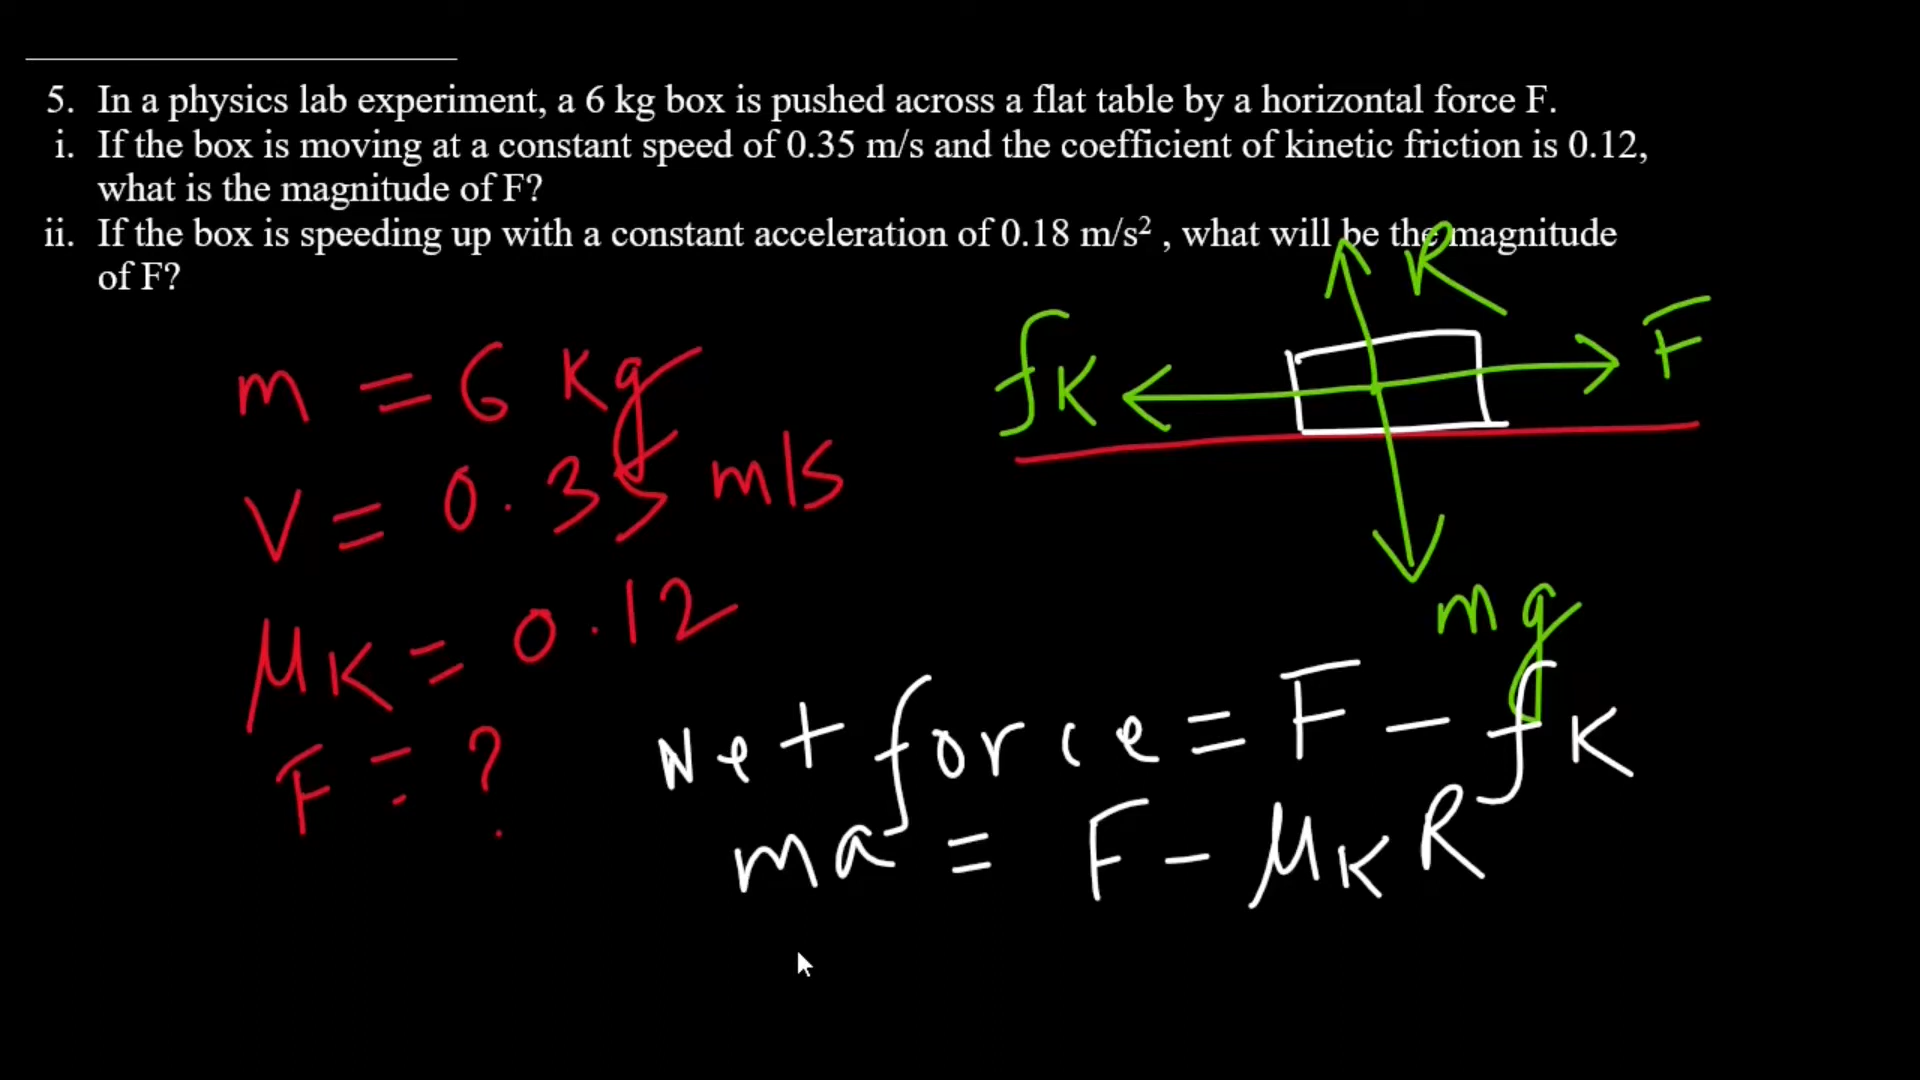 5. In a physics lab experiment, a 6 kg box is pushed across a flat table by a horizontal force F.
i. If the box is moving at a constant speed of 0.35 m/s and the coefficient of kinetic friction is 0.12,
what is the magnitude of F?
ii. If the box is speeding up with a constant acceleration of 0.18 m/s² , what will be the magnitude
of F?
R
fK
F
m = 6 kg
V = 0.35 m/s
mg
μK = 0.12
F = ?
Net force = F - fK
ma = F - μK R